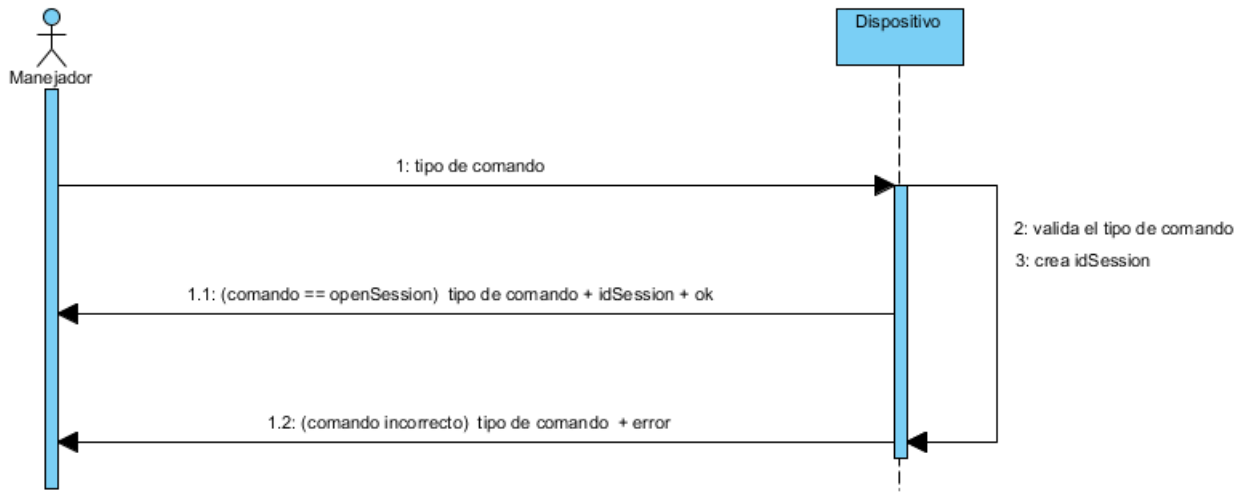 Manejador
Dispositivo
1: tipo de comando
2: valida el tipo de comando
3: crea idSession
1.1: (comando == openSession) tipo de comando + idSession + ok
1.2: (comando incorrecto) tipo de comando + error